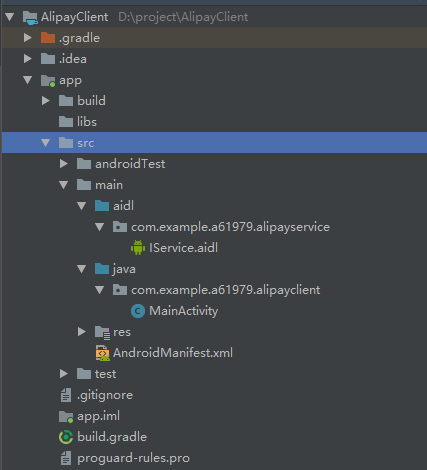 AlipayClient D:\project\AlipayClient
.gradle
.idea
app
build
libs
src
androidTest
main
aidl
com.example.a61979.alipayservice
IService.aidl
java
com.example.a61979.alipayclient
MainActivity
res
AndroidManifest.xml
test
.gitignore
app.iml
build.gradle
proguard-rules.pro